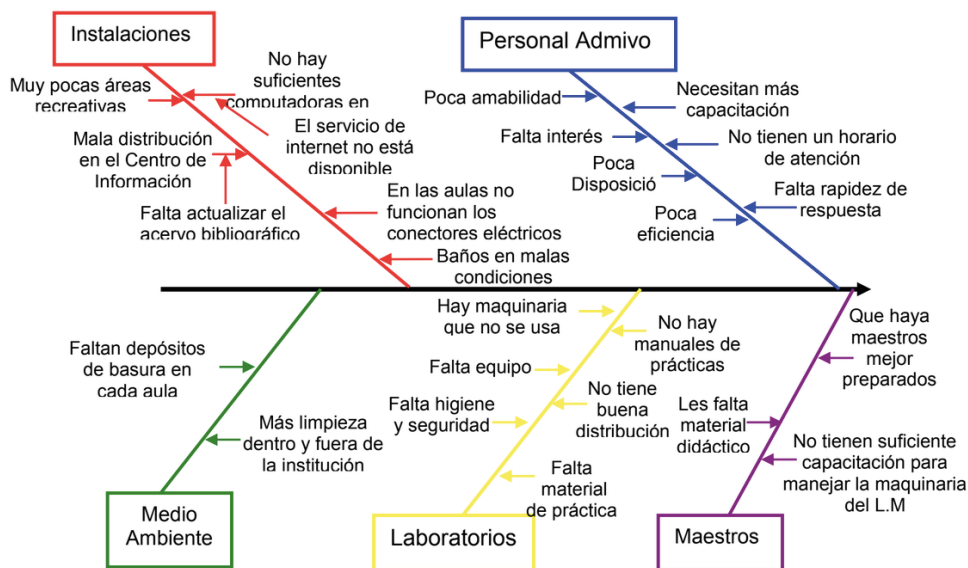 Instalaciones
Personal Admivo
Muy pocas áreas
recreativas
No hay
suficientes
computadoras en
El servicio de
internet no está
disponible
Mala distribución
en el Centro de
Información
Falta actualizar el
acervo bibliográfico
En las aulas no
funcionan los
conectores eléctricos
Baños en malas
condiciones
Poca amabilidad
Necesitan más
capacitación
Falta interés
No tienen un horario
de atención
Poca
Disposició
Falta rapidez de
respuesta
Poca
eficiencia
Faltan depósitos
de basura en
cada aula
Más limpieza
dentro y fuera de
la institución
Medio
Ambiente
Hay maquinaria
que no se usa
No hay
manuales de
prácticas
Falta equipo
No tiene
buena
distribución
Falta higiene
y seguridad
Falta
material
de práctica
Laboratorios
Que haya
maestros
mejor
preparados
Les falta
material
didáctico
No tienen suficiente
capacitación para
manejar la maquinaria
del L.M
Maestros